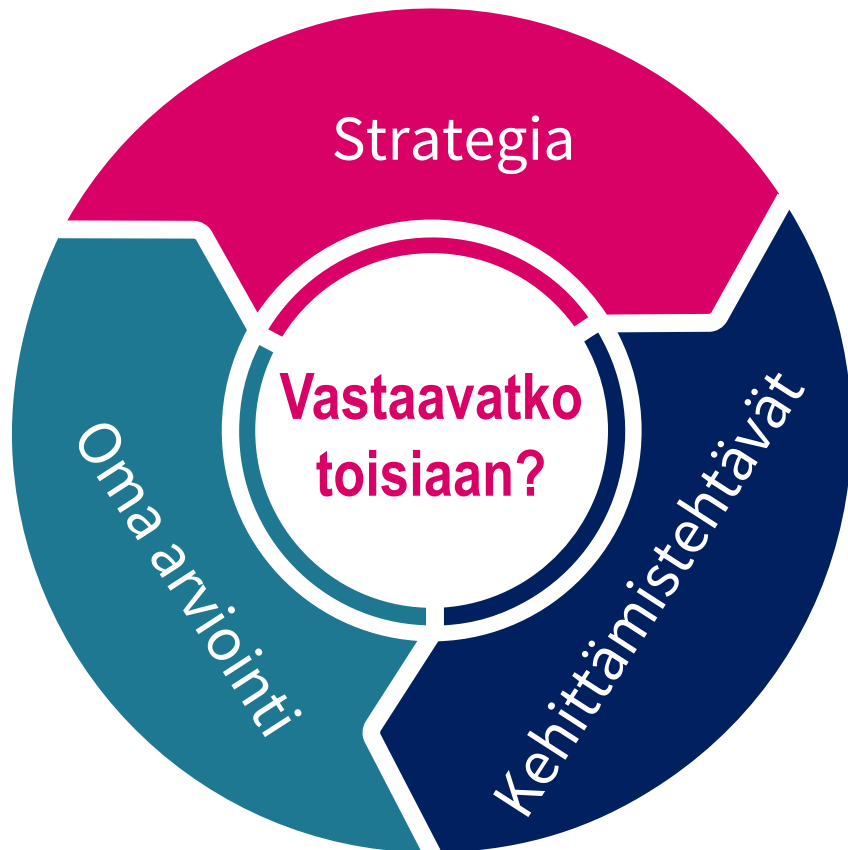 Strategia
Vastaavatko
toisiaan?
Kehittämistehtävät
Oma arviointi